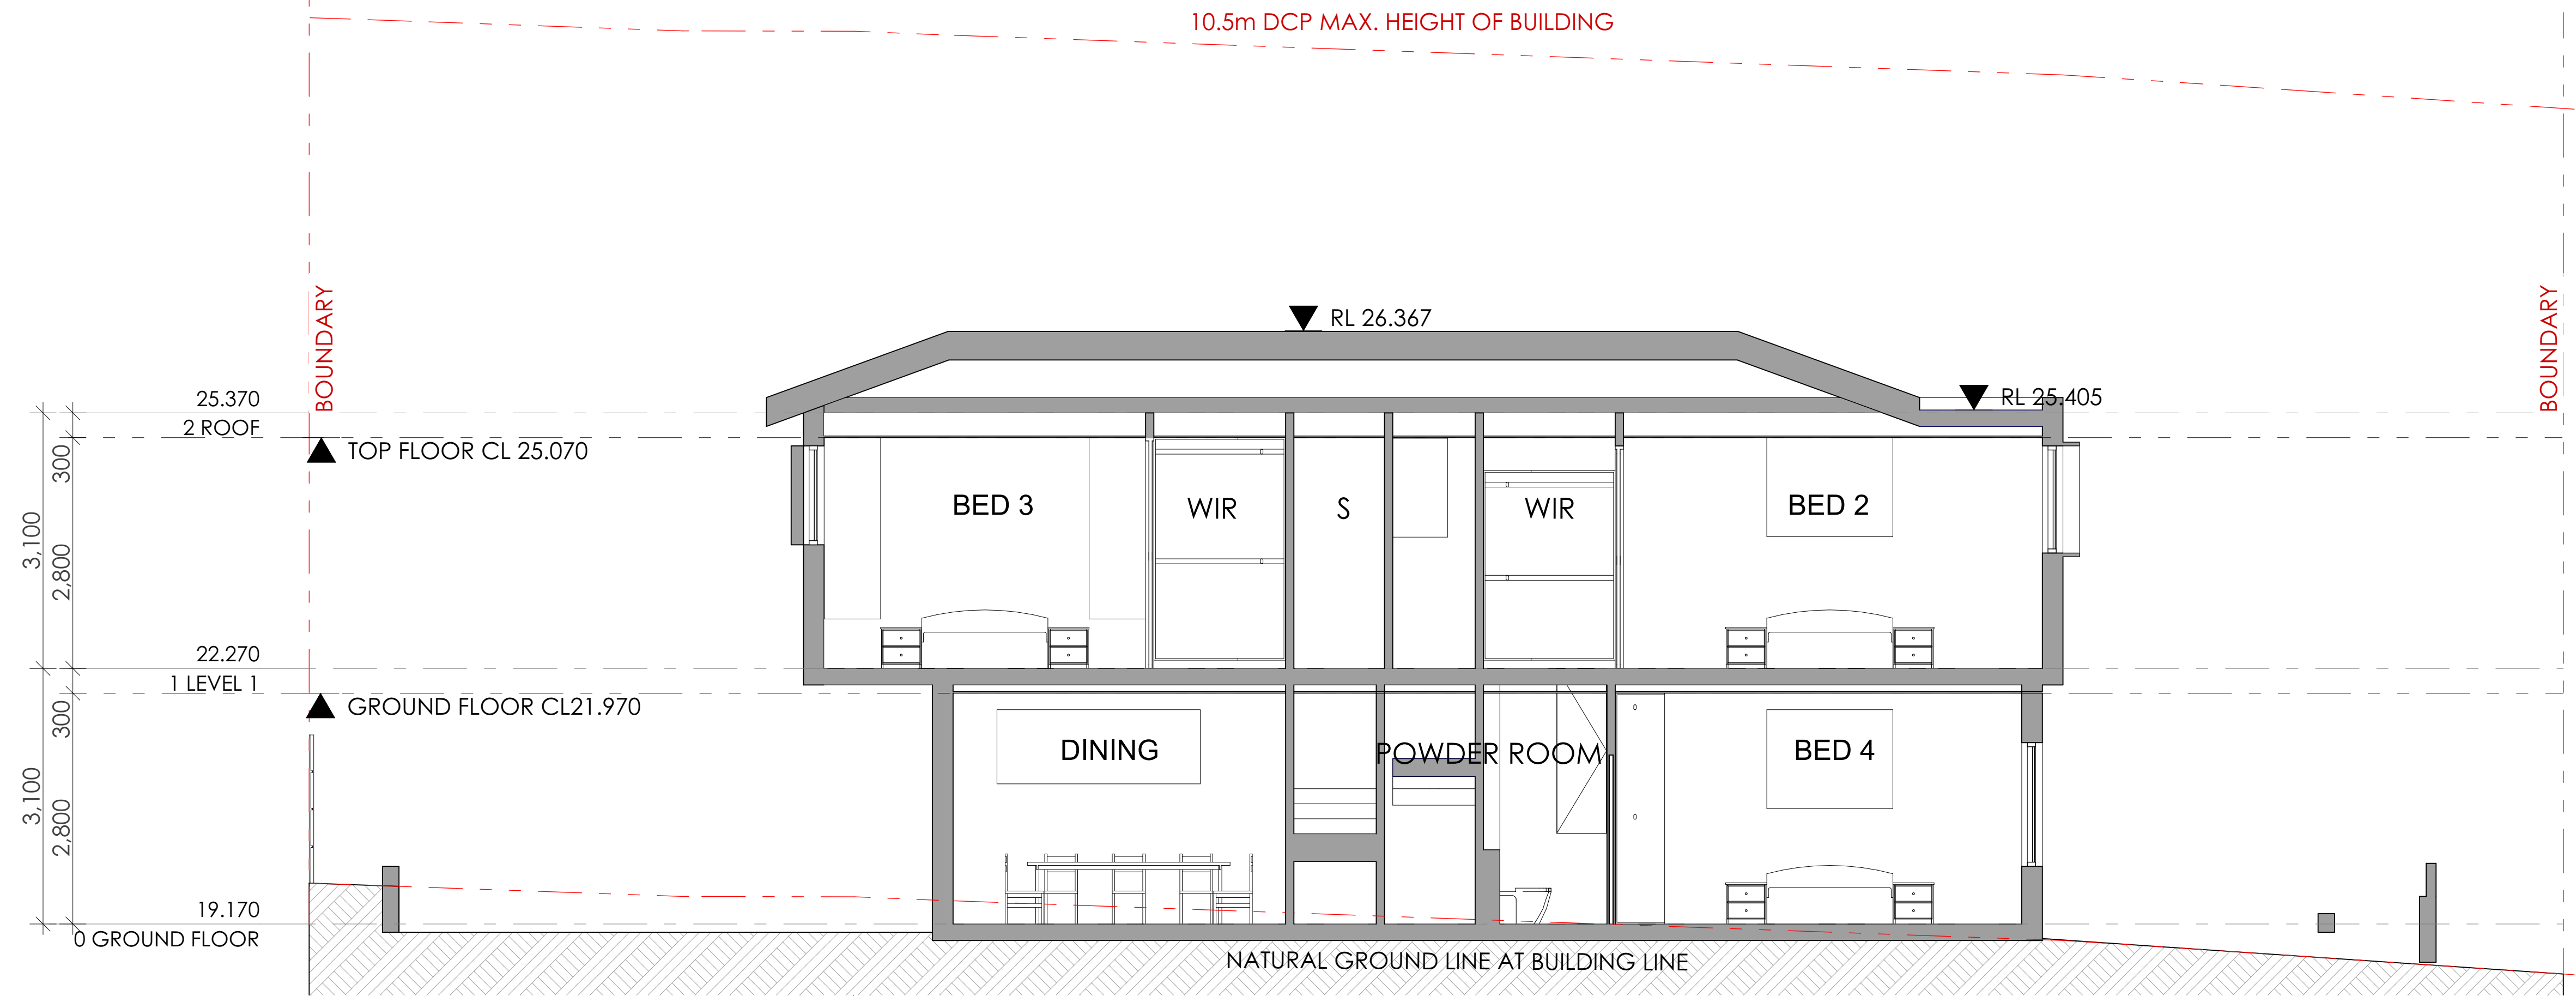 10.5m DCP MAX. HEIGHT OF BUILDING
BOUNDARY
BOUNDARY
RL 26.367
RL 25.405
25.370
2 ROOF
TOP FLOOR CL 25.070
300
3,100
2,800
BED 3
WIR
S
WIR
BED 2
22.270
1 LEVEL 1
GROUND FLOOR CL21.970
300
3,100
2,800
DINING
POWDER ROOM
BED 4
19.170
0 GROUND FLOOR
NATURAL GROUND LINE AT BUILDING LINE